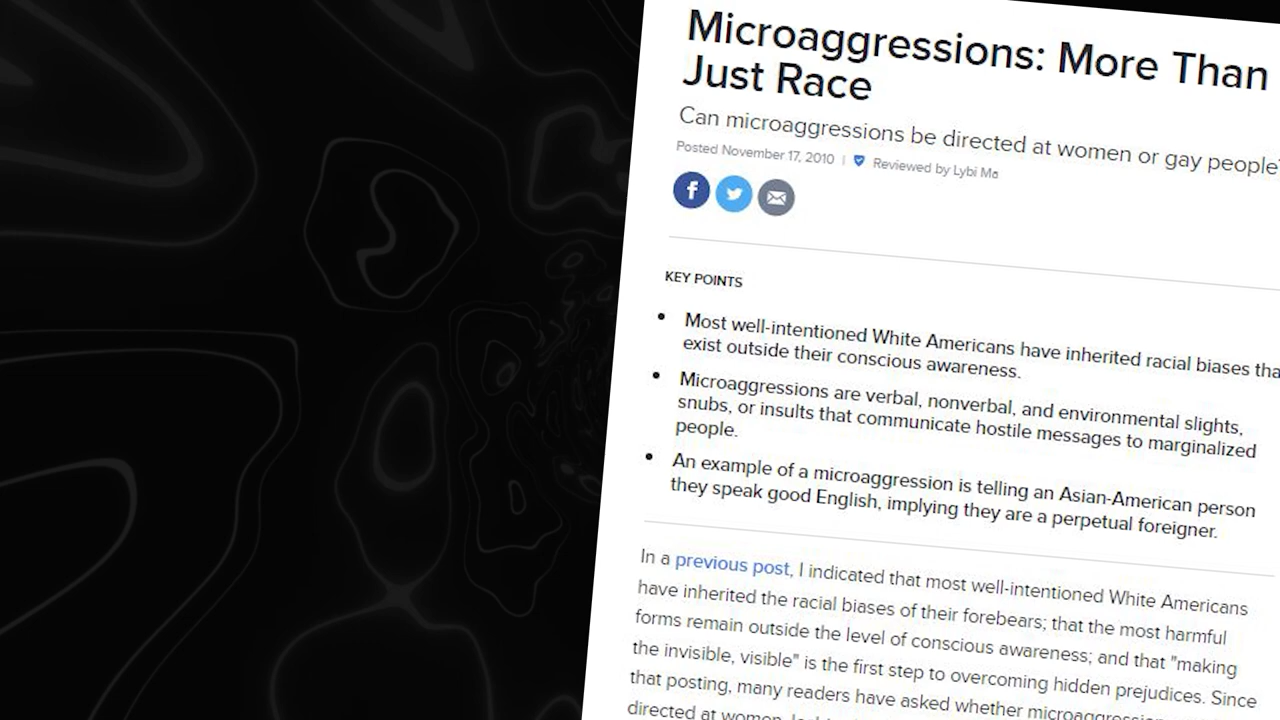 Microaggressions: More Than
Just Race
Can microaggressions be directed at women or gay people?
Posted November 17, 2010 | Reviewed by Lybi Ma
KEY POINTS
Most well-intentioned White Americans have inherited racial biases tha
exist outside their conscious awareness.
Microaggressions are verbal, nonverbal, and environmental slights,
snubs, or insults that communicate hostile messages to marginalized
people.
An example of a microaggression is telling an Asian-American person
they speak good English, implying they are a perpetual foreigner.
In a previous post, I indicated that most well-intentioned White Americans
have inherited the racial biases of their forebears; that the most harmful
forms remain outside the level of conscious awareness; and that "making
the invisible, visible" is the first step to overcoming hidden prejudices. Since
that posting, many readers have asked whether microaggression
directed at women,